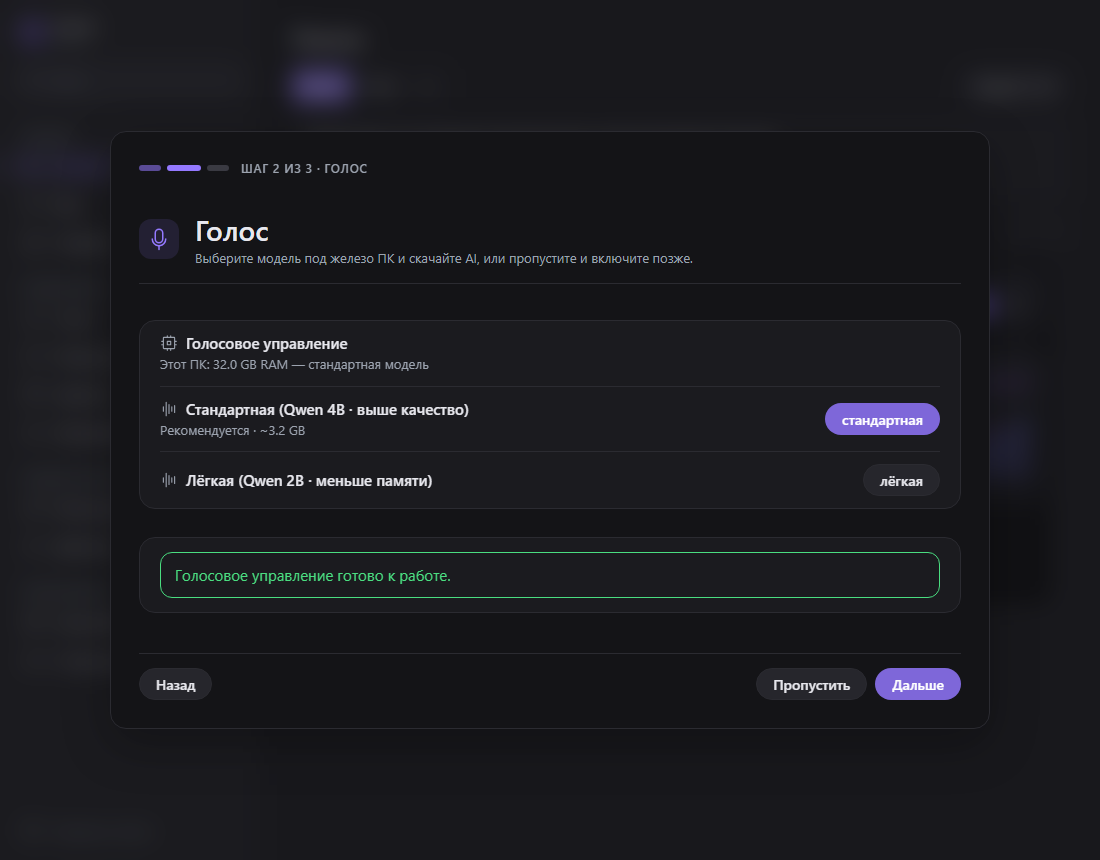 ШАГ 2 ИЗ 3 · ГОЛОС
Голос
Выберите модель под железо ПК и скачайте AI, или пропустите и включите позже.
Голосовое управление
Этот ПК: 32.0 GB RAM — стандартная модель
Стандартная (Qwen 4B · выше качество)
Рекомендуется · ~3.2 GB
стандартная
Лёгкая (Qwen 2B · меньше памяти)
лёгкая
Голосовое управление готово к работе.
Назад
Пропустить
Дальше